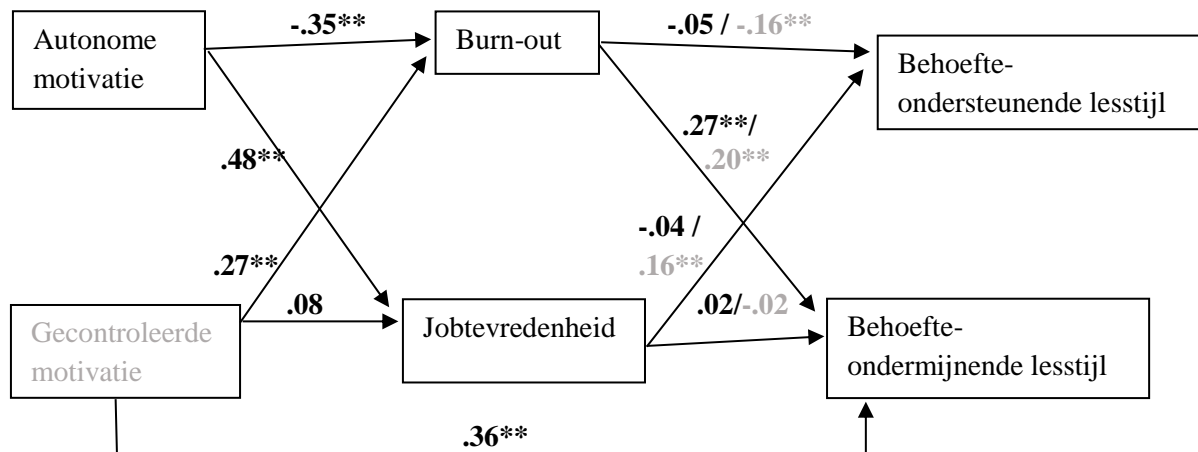 Autonome
motivatie
-.35**
Burn-out
-.05 / -.16**
Behoefte-
ondersteunende lesstijl
.48**
.27**/
.20**
.27**
-.04 /
.16**
Gecontroleerde
motivatie
.08
Jobtevredenheid
.02/-.02
Behoefte-
ondermijnende lesstijl
.36**